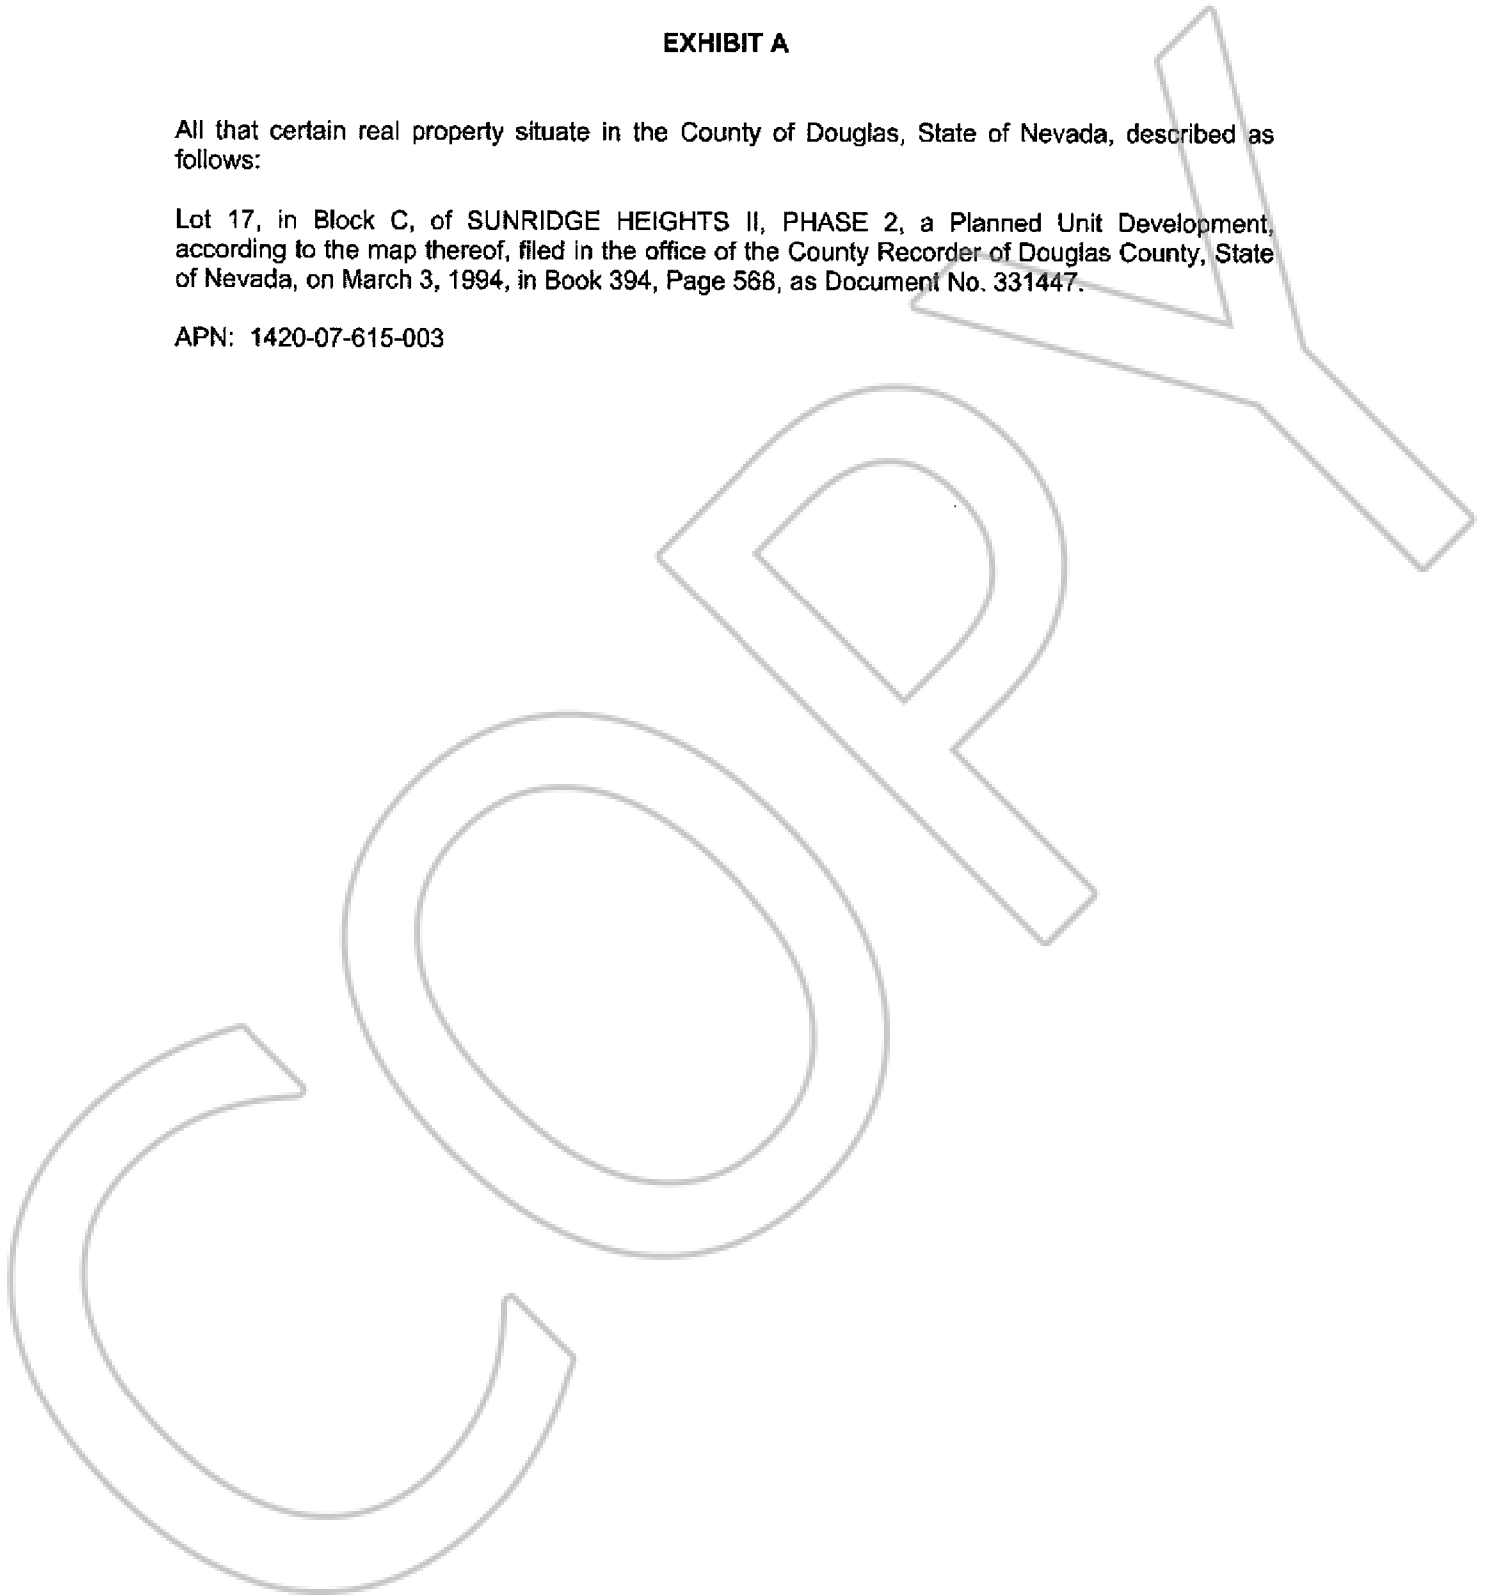 EXHIBIT A
All that certain real property situate in the County of Douglas, State of Nevada, described as
follows:
Lot 17, in Block C, of SUNRIDGE HEIGHTS II, PHASE 2, a Planned Unit Development,
according to the map thereof, filed in the office of the County Recorder of Douglas County, State
of Nevada, on March 3, 1994, in Book 394, Page 568, as Document No. 331447.
APN: 1420-07-615-003
COPY